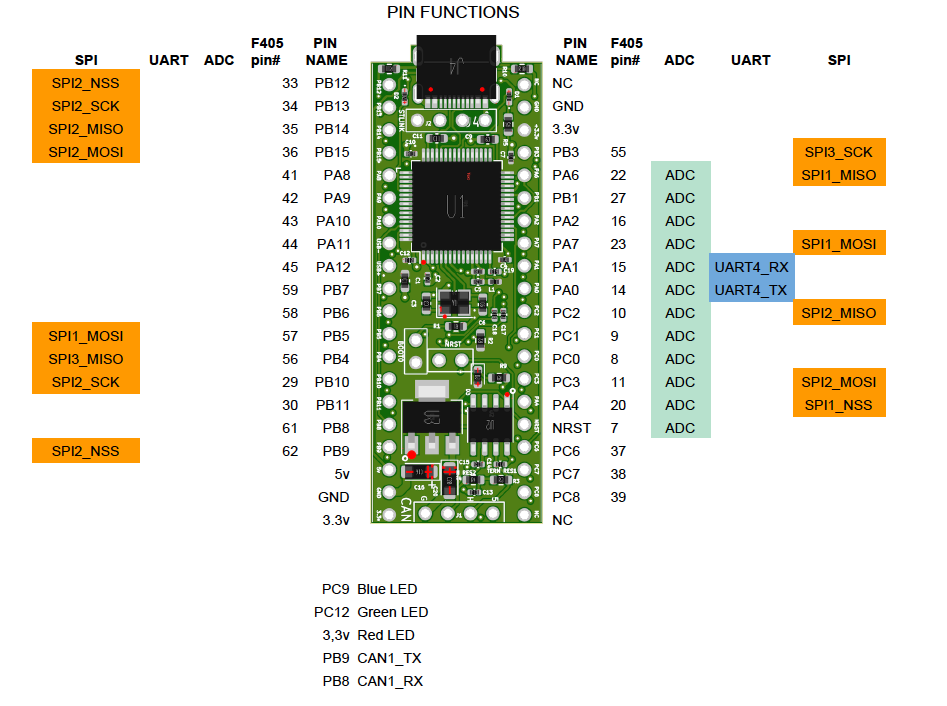 PIN FUNCTIONS
F405 PIN PIN F405
SPI UART ADC pin# NAME NAME pin# ADC UART SPI
SPI2_NSS 33 PB12 NC
SPI2_SCK 34 PB13 GND
SPI2_MISO 35 PB14 3.3v
SPI2_MOSI 36 PB15 PB3 55 SPI3_SCK
41 PA8 PA6 22 ADC SPI1_MISO
42 PA9 PB1 27 ADC
43 PA10 PA2 16 ADC
44 PA11 PA7 23 ADC SPI1_MOSI
45 PA12 PA1 15 ADC UART4_RX
59 PB7 PA0 14 ADC UART4_TX
58 PB6 PC2 10 ADC SPI2_MISO
SPI1_MOSI 57 PB5 PC1 9 ADC
SPI3_MISO 56 PB4 PC0 8 ADC
SPI2_SCK 29 PB10 PC3 11 ADC SPI2_MOSI
30 PB11 PA4 20 ADC SPI1_NSS
61 PB8 NRST 7 ADC
SPI2_NSS 62 PB9 PC6 37
5v PC7 38
GND PC8 39
3.3v NC
U1
STLINK
J2
BOOT0
NRST
U3
CAN
J1
TERM RES1
RES2
PC9 Blue LED
PC12 Green LED
3,3v Red LED
PB9 CAN1_TX
PB8 CAN1_RX